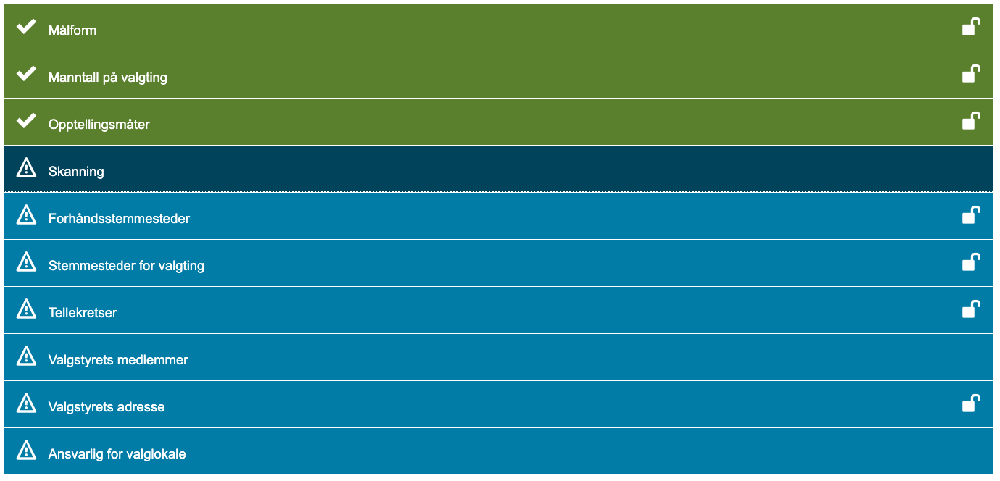 Målform
Manntall på valgting
Opptellingsmåter
Skanning
Forhåndsstemmesteder
Stemmesteder for valgting
Tellekretser
Valgstyrets medlemmer
Valgstyrets adresse
Ansvarlig for valglokale